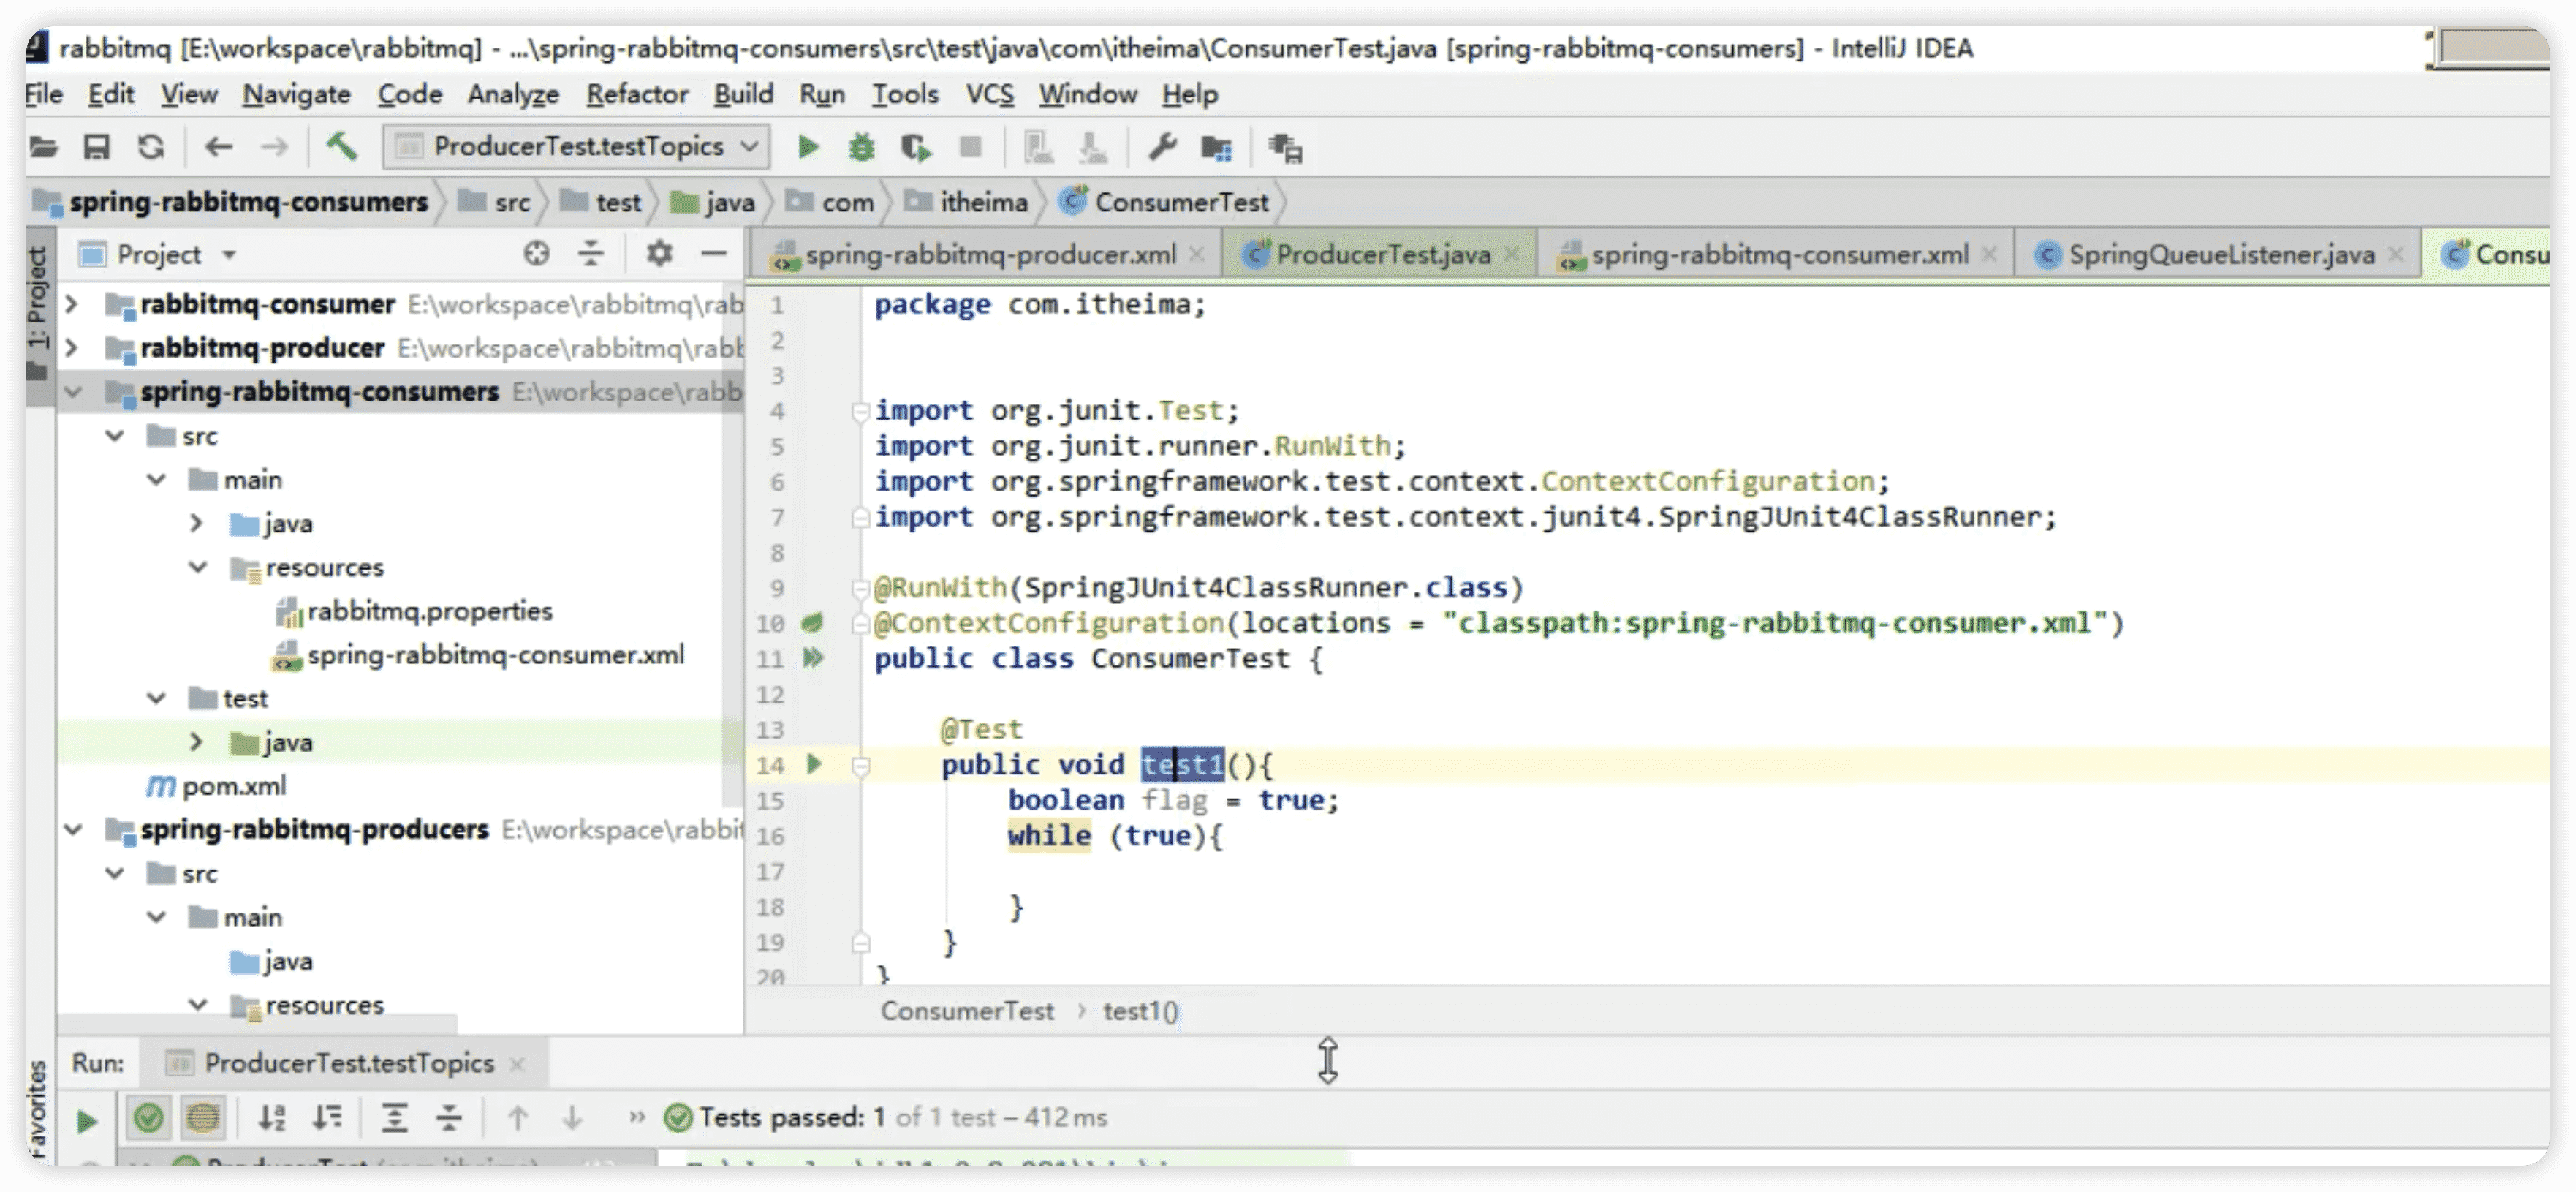 rabbitmq [E:\workspace\rabbitmq] - ...\spring-rabbitmq-consumers\src\test\java\com\itheima\ConsumerTest.java [spring-rabbitmq-consumers] - IntelliJ IDEA
File Edit View Navigate Code Analyze Refactor Build Run Tools VCS Window Help
ProducerTest.testTopics
spring-rabbitmq-consumers src test java com itheima ConsumerTest
1: Project
Project
rabbitmq-consumer E:\workspace\rabbitmq\rab
rabbitmq-producer E:\workspace\rabbitmq\rabb
spring-rabbitmq-consumers E:\workspace\rabb
src
main
java
resources
rabbitmq.properties
spring-rabbitmq-consumer.xml
test
java
pom.xml
spring-rabbitmq-producers E:\workspace\rabbit
src
main
java
resources
spring-rabbitmq-producer.xml ProducerTest.java spring-rabbitmq-consumer.xml SpringQueueListener.java Consu
1 package com.itheima;
2
3
4 import org.junit.Test;
5 import org.junit.runner.RunWith;
6 import org.springframework.test.context.ContextConfiguration;
7 import org.springframework.test.context.junit4.SpringJUnit4ClassRunner;
8
9 @RunWith(SpringJUnit4ClassRunner.class)
10 @ContextConfiguration(locations = "classpath:spring-rabbitmq-consumer.xml")
11 public class ConsumerTest {
12
13 @Test
14 public void test1(){
15 boolean flag = true;
16 while (true){
17
18 }
19 }
20 }
ConsumerTest › test1()
Run: ProducerTest.testTopics
Favorites
» Tests passed: 1 of 1 test – 412 ms